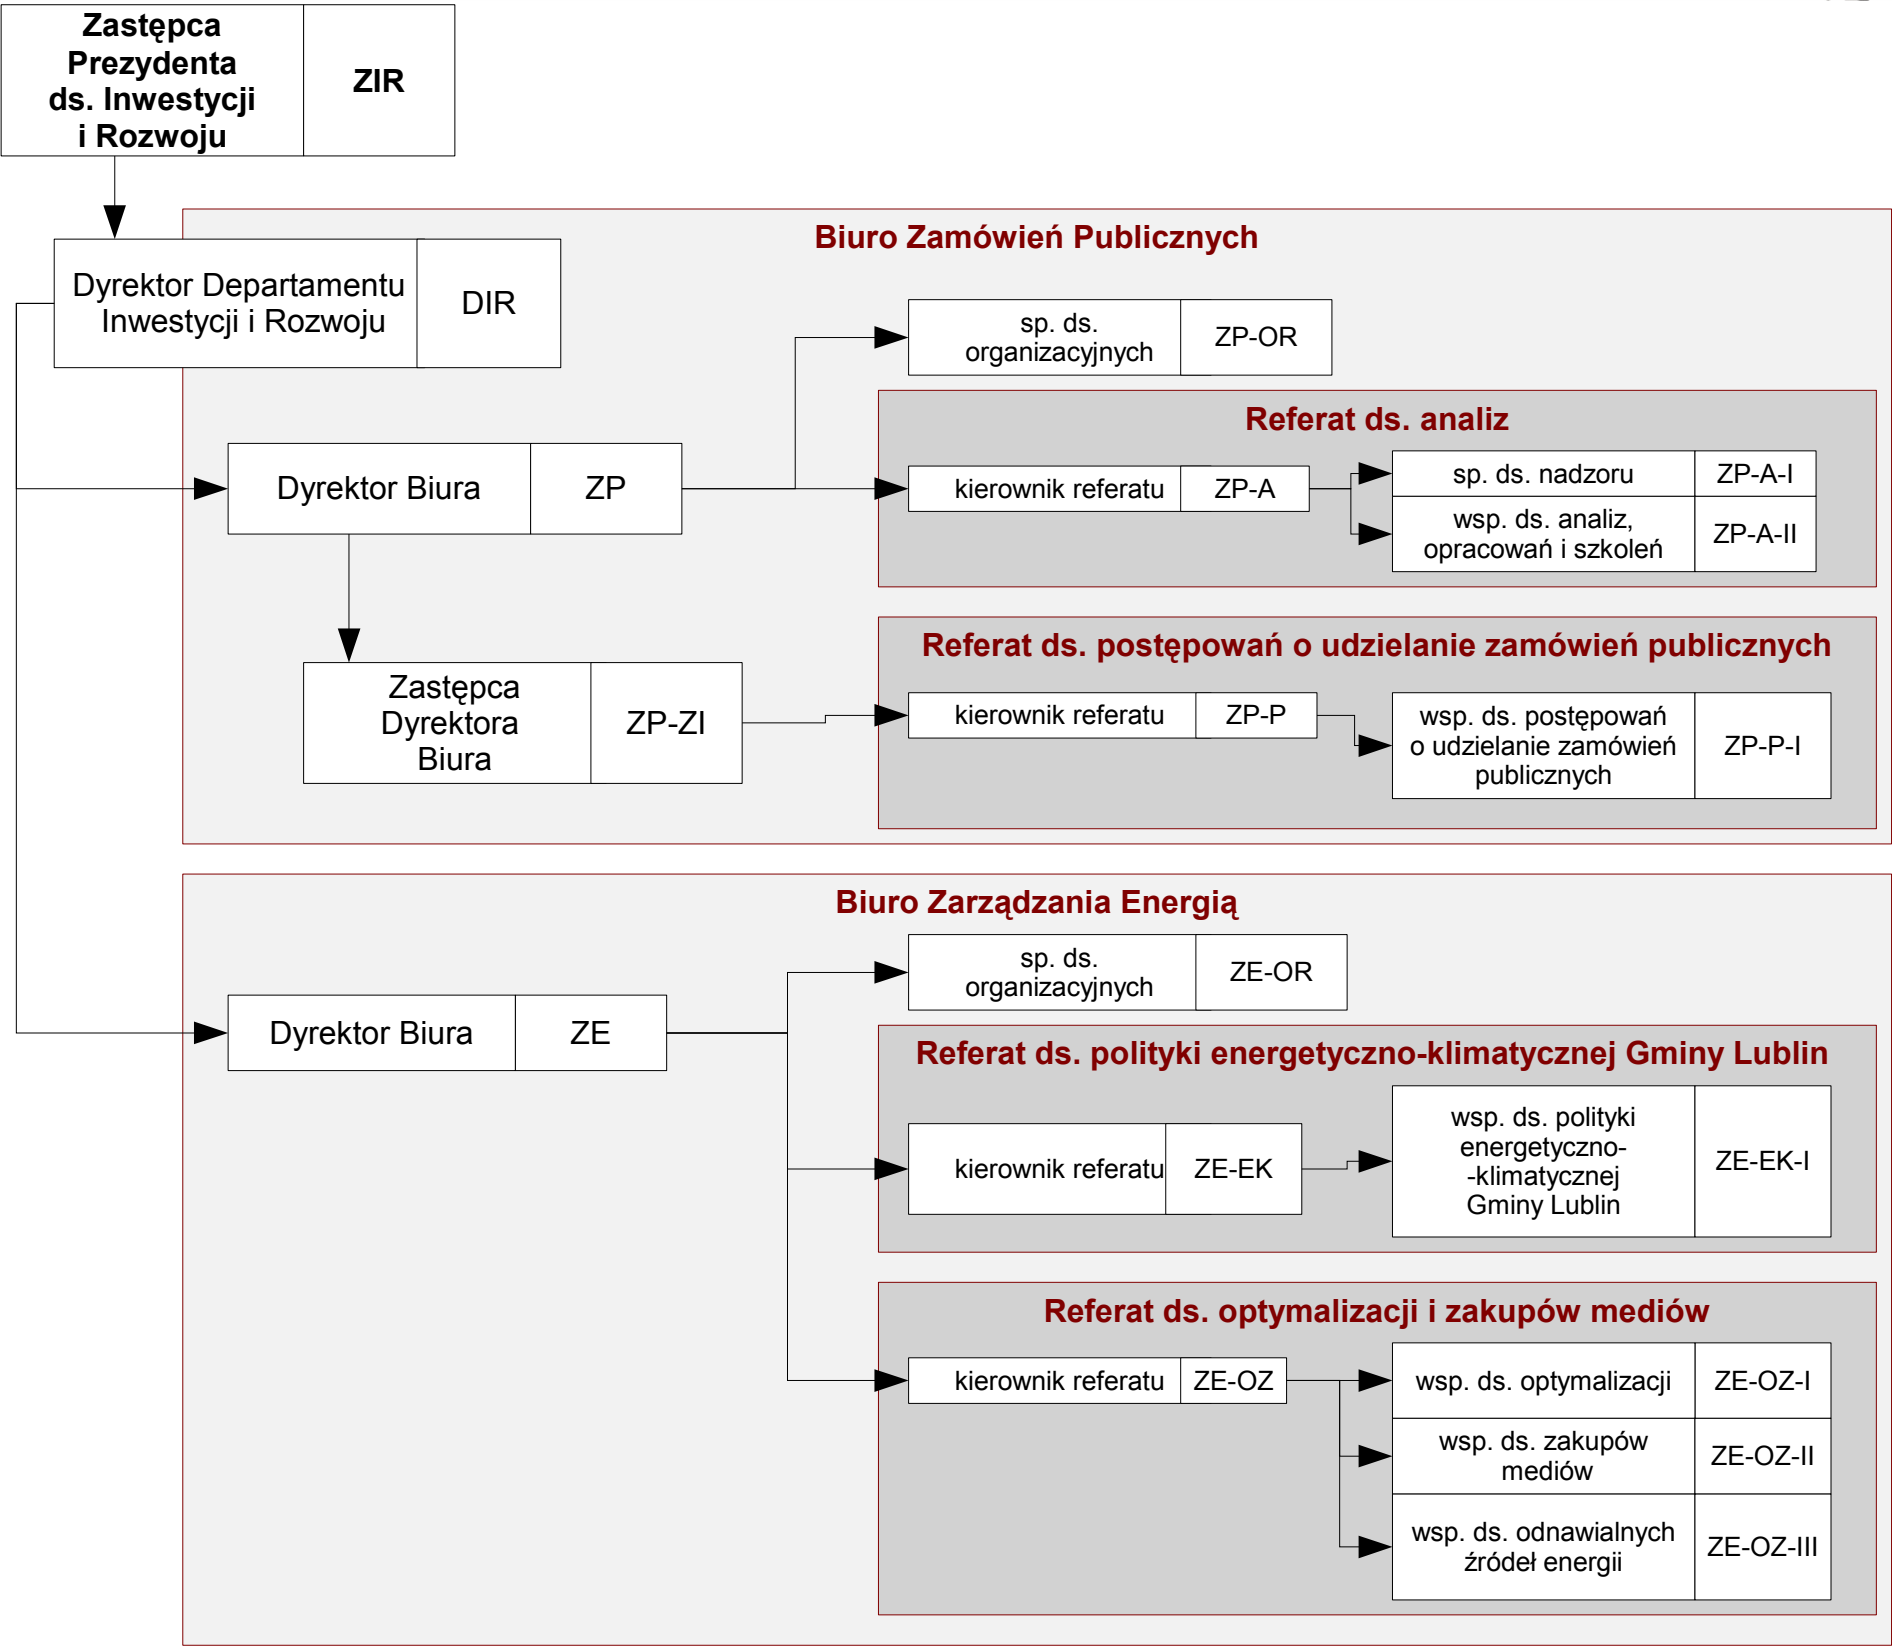 Zastępca
Prezydenta
ds. Inwestycji
i Rozwoju
ZIR
Biuro Zamówień Publicznych
Dyrektor Departamentu
Inwestycji i Rozwoju
DIR
sp. ds.
organizacyjnych
ZP-OR
Referat ds. analiz
Dyrektor Biura
ZP
kierownik referatu
ZP-A
sp. ds. nadzoru
ZP-A-I
wsp. ds. analiz,
opracowań i szkoleń
ZP-A-II
Referat ds. postępowań o udzielanie zamówień publicznych
Zastępca
Dyrektora
Biura
ZP-ZI
kierownik referatu
ZP-P
wsp. ds. postępowań
o udzielanie zamówień
publicznych
ZP-P-I
Biuro Zarządzania Energią
sp. ds.
organizacyjnych
ZE-OR
Dyrektor Biura
ZE
Referat ds. polityki energetyczno-klimatycznej Gminy Lublin
kierownik referatu
ZE-EK
wsp. ds. polityki
energetyczno-
-klimatycznej
Gminy Lublin
ZE-EK-I
Referat ds. optymalizacji i zakupów mediów
kierownik referatu
ZE-OZ
wsp. ds. optymalizacji
ZE-OZ-I
wsp. ds. zakupów
mediów
ZE-OZ-II
wsp. ds. odnawialnych
źródeł energii
ZE-OZ-III